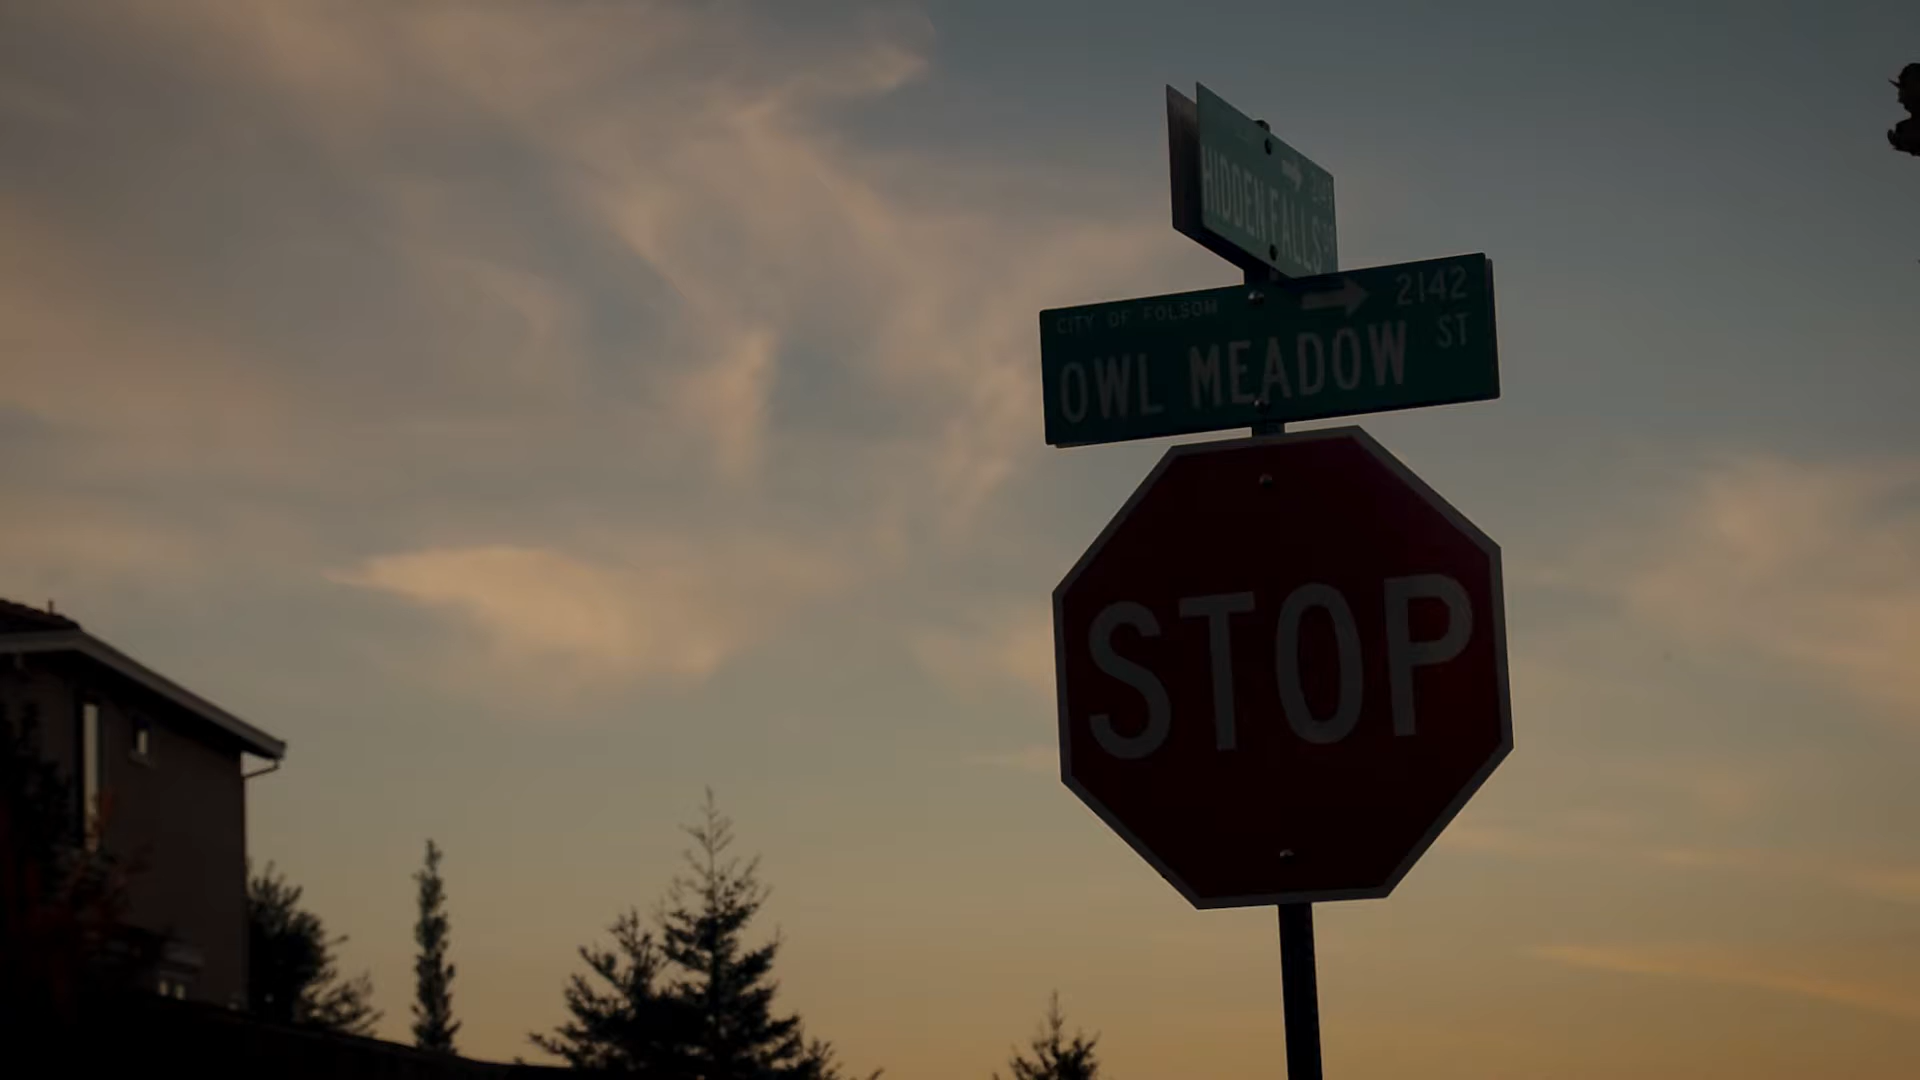 HIDDEN FALLS
CITY OF FOLSOM
2142
OWL MEADOW ST
STOP